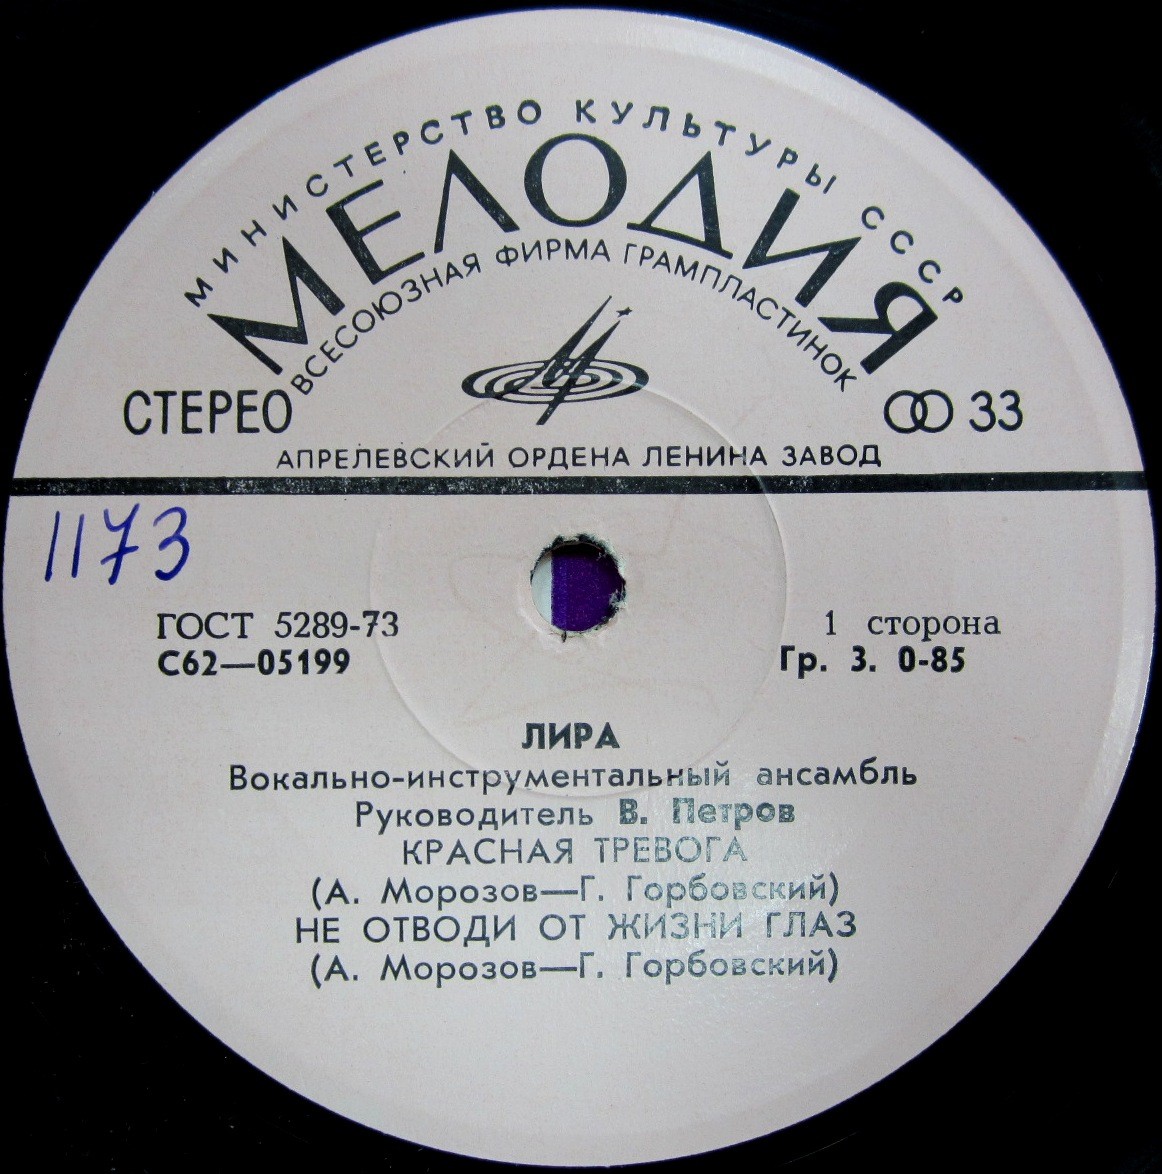 МИНИСТЕРСТВО КУЛЬТУРЫ СССР
МЕЛОДИЯ
ВСЕСОЮЗНАЯ ФИРМА ГРАМПЛАСТИНОК
СТЕРЕО
33
АПРЕЛЕВСКИЙ ОРДЕНА ЛЕНИНА ЗАВОД
1173
ГОСТ 5289-73
1 сторона
С62—05199
Гр. 3. 0-85
ЛИРА
Вокально-инструментальный ансамбль
Руководитель В. Петров
КРАСНАЯ ТРЕВОГА
(А. Морозов—Г. Горбовский)
НЕ ОТВОДИ ОТ ЖИЗНИ ГЛАЗ
(А. Морозов—Г. Горбовский)